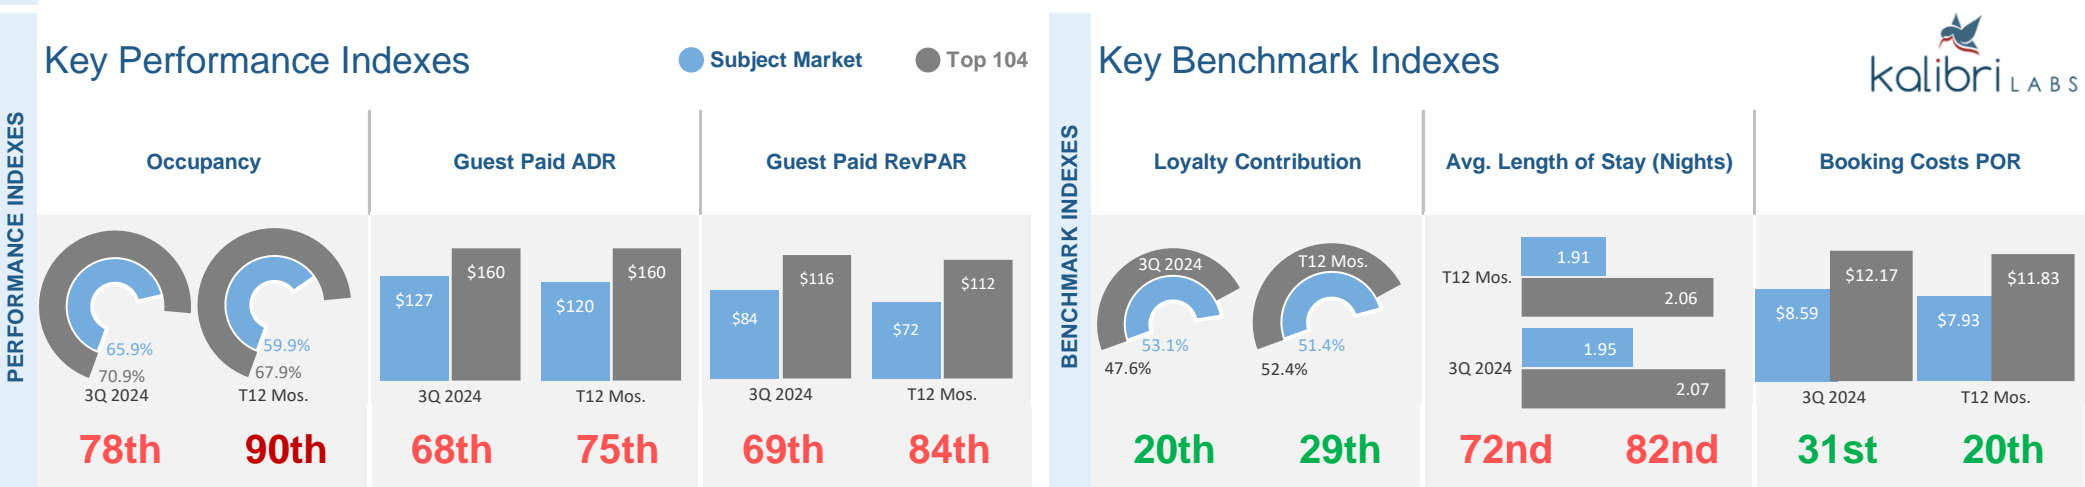 PERFORMANCE INDEXES
Key Performance Indexes
Subject Market
Top 104
Occupancy
Guest Paid ADR
Guest Paid RevPAR
65.9%
70.9%
3Q 2024
59.9%
67.9%
T12 Mos.
$127
$160
3Q 2024
$120
$160
T12 Mos.
$84
$116
3Q 2024
$72
$112
T12 Mos.
78th
90th
68th
75th
69th
84th
BENCHMARK INDEXES
Key Benchmark Indexes
kalibri LABS
Loyalty Contribution
Avg. Length of Stay (Nights)
Booking Costs POR
3Q 2024
53.1%
47.6%
T12 Mos.
51.4%
52.4%
T12 Mos.
1.91
2.06
3Q 2024
1.95
2.07
$8.59
$12.17
3Q 2024
$7.93
$11.83
T12 Mos.
20th
29th
72nd
82nd
31st
20th